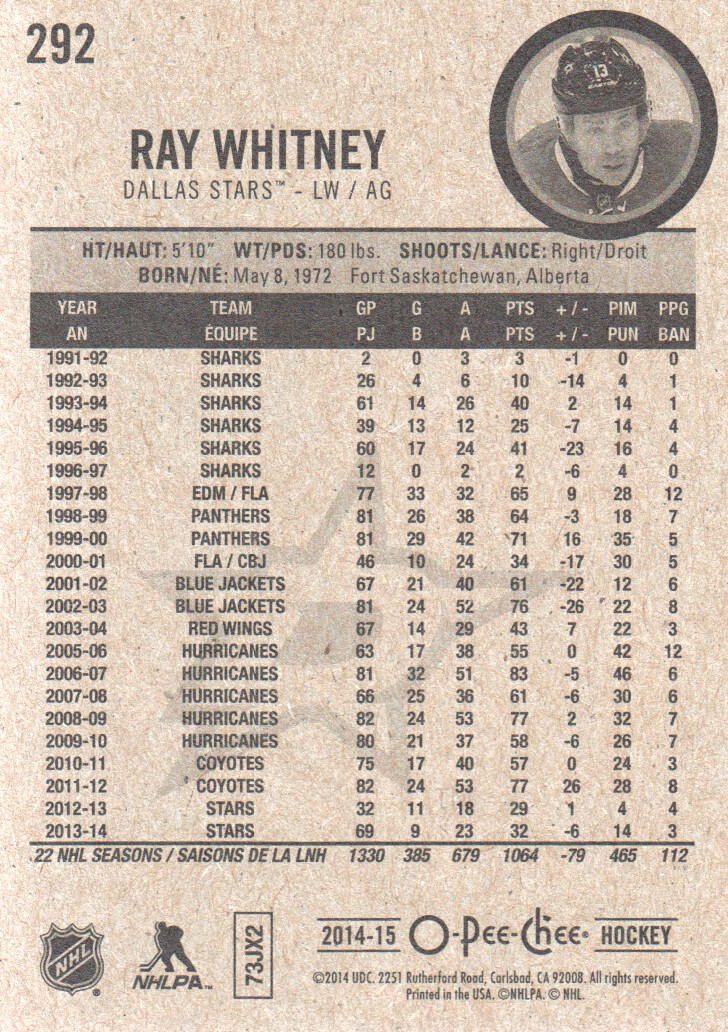 292
13
RAY WHITNEY
DALLAS STARS™ - LW / AG
HT/HAUT: 5'10" WT/PDS: 180 lbs. SHOOTS/LANCE: Right/Droit
BORN/NÉ: May 8, 1972 Fort Saskatchewan, Alberta
YEAR TEAM GP G A PTS + / - PIM PPG
AN ÉQUIPE PJ B A PTS + / - PUN BAN
1991-92 SHARKS 2 0 3 3 -1 0 0
1992-93 SHARKS 26 4 6 10 -14 4 1
1993-94 SHARKS 61 14 26 40 2 14 1
1994-95 SHARKS 39 13 12 25 -7 14 4
1995-96 SHARKS 60 17 24 41 -23 16 4
1996-97 SHARKS 12 0 2 2 -6 4 0
1997-98 EDM / FLA 77 33 32 65 9 28 12
1998-99 PANTHERS 81 26 38 64 -3 18 7
1999-00 PANTHERS 81 29 42 71 16 35 5
2000-01 FLA / CBJ 46 10 24 34 -17 30 5
2001-02 BLUE JACKETS 67 21 40 61 -22 12 6
2002-03 BLUE JACKETS 81 24 52 76 -26 22 8
2003-04 RED WINGS 67 14 29 43 7 22 3
2005-06 HURRICANES 63 17 38 55 0 42 12
2006-07 HURRICANES 81 32 51 83 -5 46 6
2007-08 HURRICANES 66 25 36 61 -6 30 6
2008-09 HURRICANES 82 24 53 77 2 32 7
2009-10 HURRICANES 80 21 37 58 -6 26 7
2010-11 COYOTES 75 17 40 57 0 24 3
2011-12 COYOTES 82 24 53 77 26 28 8
2012-13 STARS 32 11 18 29 1 4 4
2013-14 STARS 69 9 23 32 -6 14 3
22 NHL SEASONS / SAISONS DE LA LNH 1330 385 679 1064 -79 465 112
NHL®
NHLPA™
73JX2
2014-15 O-Pee-Chee® HOCKEY
©2014 UDC. 2251 Rutherford Road, Carlsbad, CA 92008. All rights reserved.
Printed in the USA. ©NHLPA. © NHL.